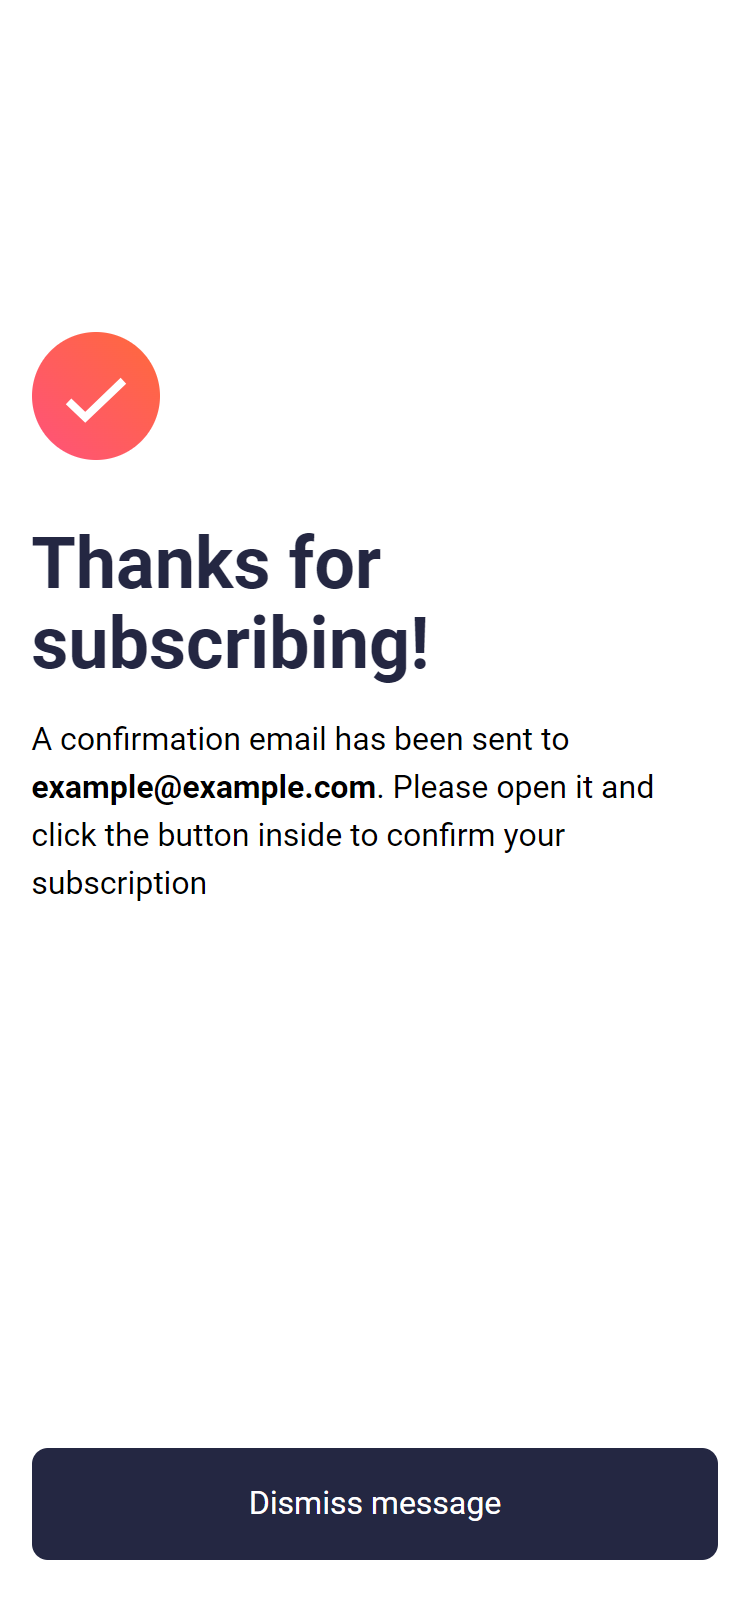 Thanks for
subscribing!
A confirmation email has been sent to
example@example.com. Please open it and
click the button inside to confirm your
subscription
Dismiss message